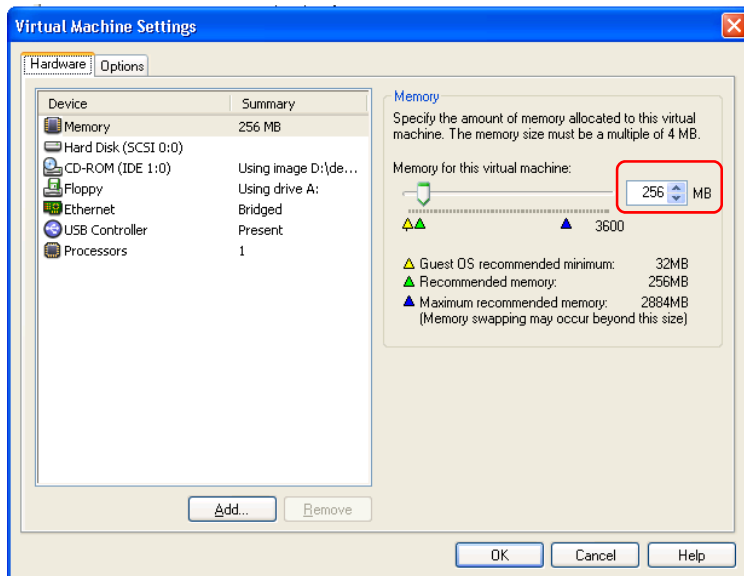 Virtual Machine Settings
Hardware Options
Device Summary
Memory 256 MB
Hard Disk (SCSI 0:0)
CD-ROM (IDE 1:0) Using image D:\de...
Floppy Using drive A:
Ethernet Bridged
USB Controller Present
Processors 1
Add... Remove
Memory
Specify the amount of memory allocated to this virtual
machine. The memory size must be a multiple of 4 MB.
Memory for this virtual machine:
256 MB
3600
Guest OS recommended minimum: 32MB
Recommended memory: 256MB
Maximum recommended memory: 2884MB
(Memory swapping may occur beyond this size)
OK Cancel Help